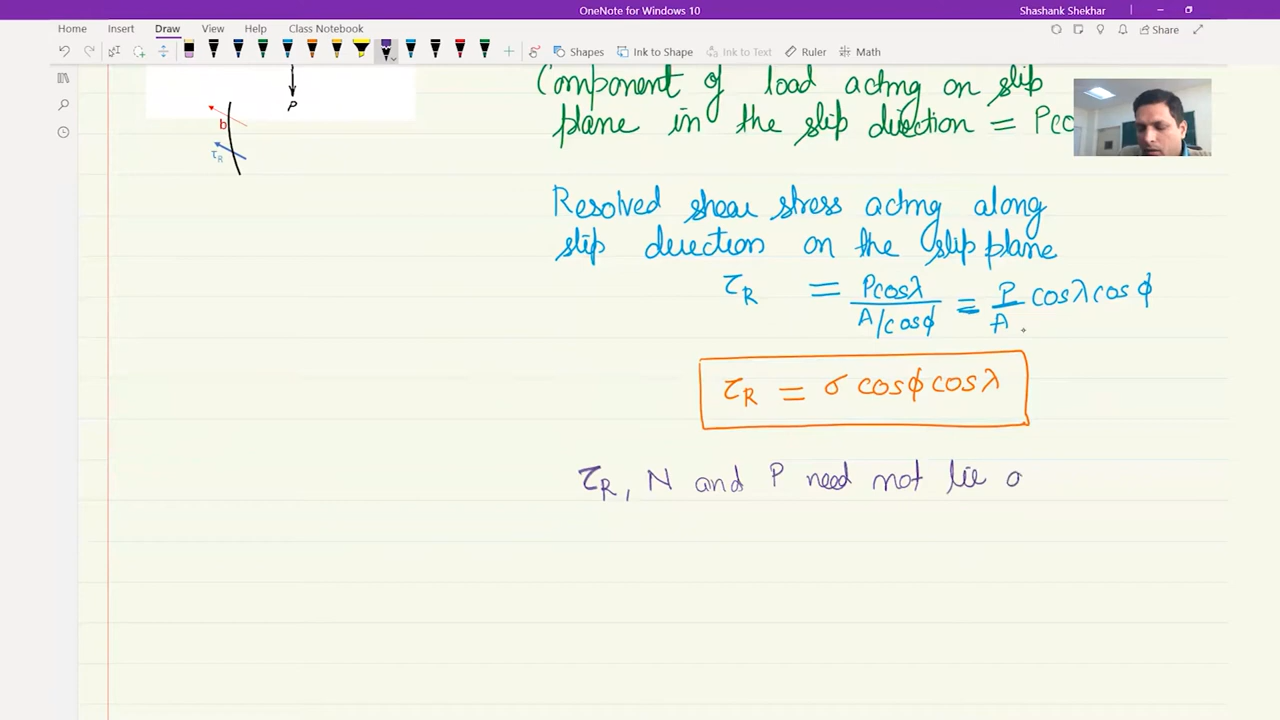 OneNote for Windows 10
Shashank Shekhar
Home Insert Draw View Help Class Notebook
Share
Shapes Ink to Shape Ink to Text Ruler Math
P
b
τR
Component of load acting on slip
plane in the slip direction = Pco
Resolved shear stress acting along
slip direction on the slip plane
τR = Pcosλ / A/cosϕ = P/A cosλ cosϕ
τR = σ cosϕ cosλ
τR, N and P need not lie o